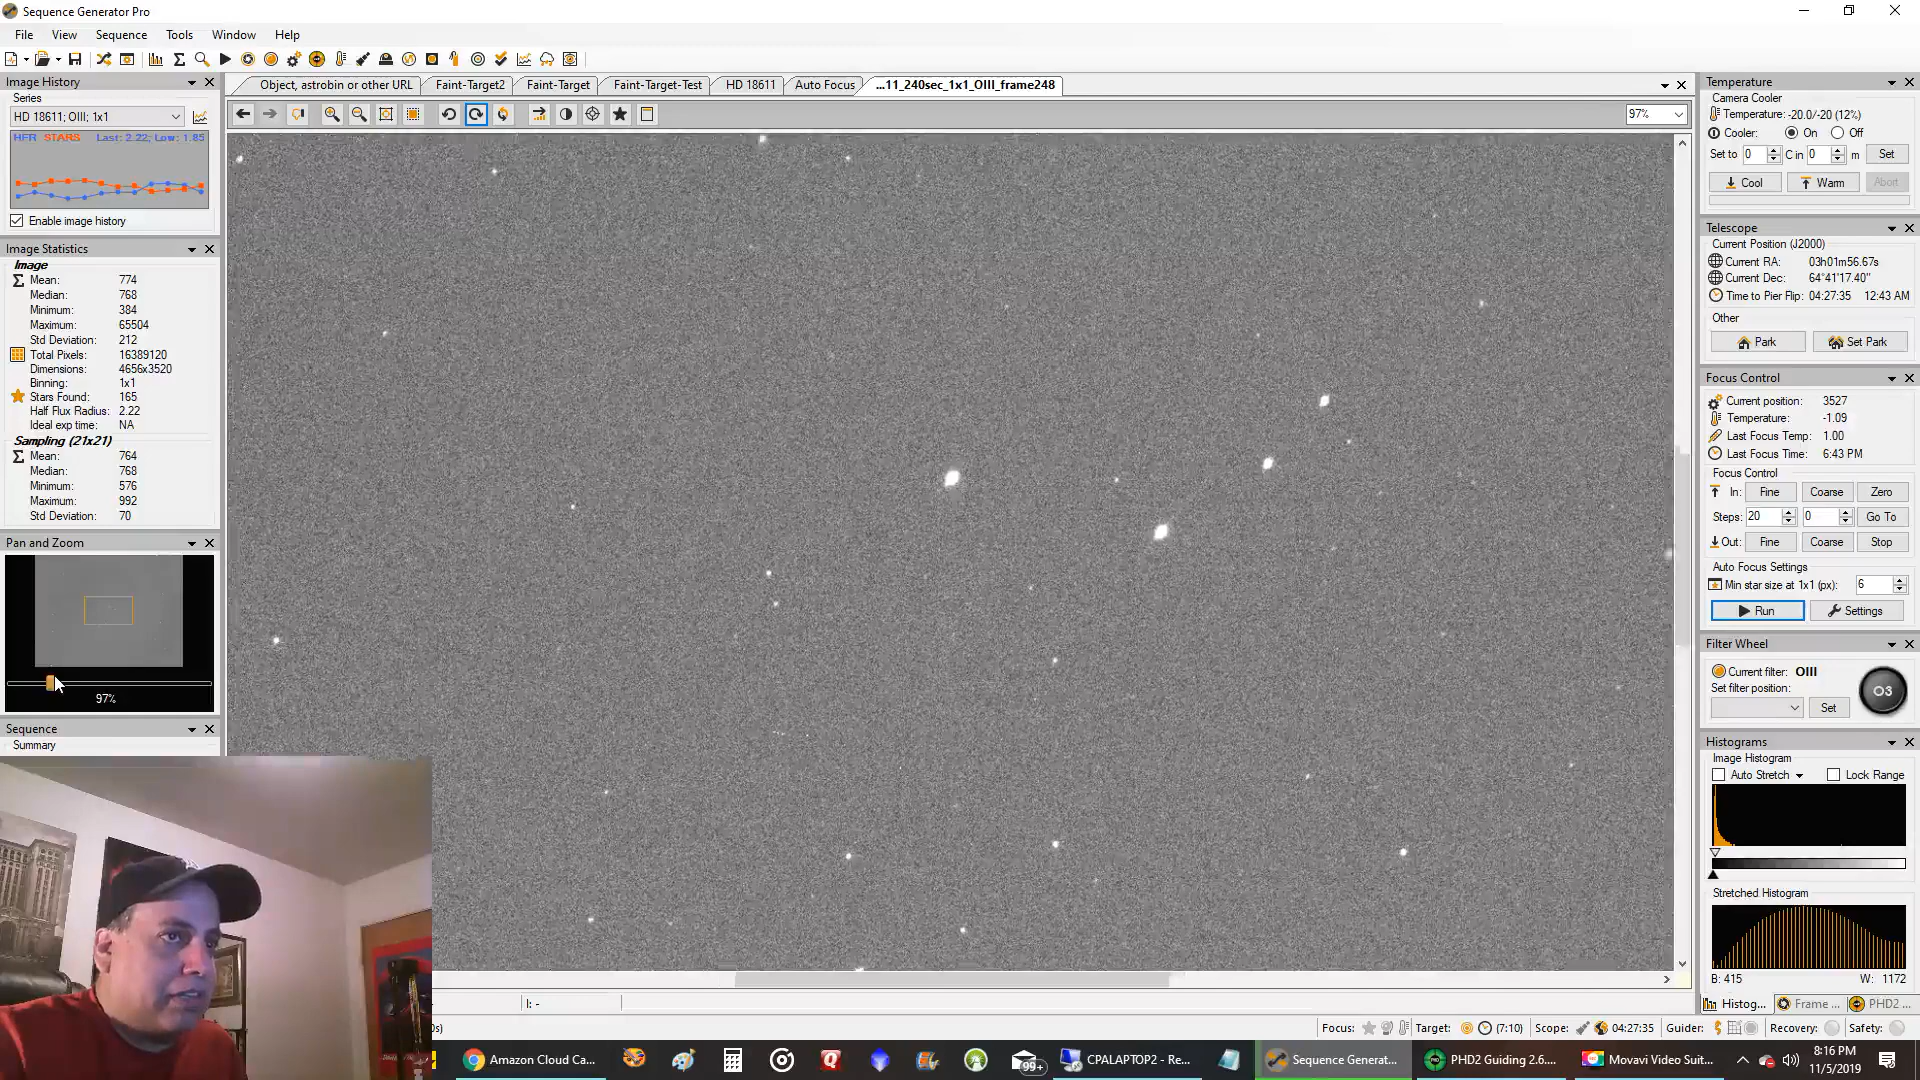 Sequence Generator Pro
File View Sequence Tools Window Help
Image History
Series
HD 18611; OIII; 1x1
HFR STARS Last: 2.22; Low: 1.85
Enable image history
Image Statistics
Image
Mean: 774
Median: 768
Minimum: 384
Maximum: 65504
Std Deviation: 212
Total Pixels: 16389120
Dimensions: 4656x3520
Binning: 1x1
Stars Found: 165
Half Flux Radius: 2.22
Ideal exp time: NA
Sampling (21x21)
Mean: 764
Median: 768
Minimum: 576
Maximum: 992
Std Deviation: 70
Pan and Zoom
97%
Sequence
Summary
Object, astrobin or other URL Faint-Target2 Faint-Target Faint-Target-Test HD 18611 Auto Focus ...11_240sec_1x1_OIII_frame248
97%
I: -
Temperature
Camera Cooler
Temperature: -20.0/-20 (12%)
Cooler: On Off
Set to 0 C in 0 m Set
Cool Warm Abort
Telescope
Current Position (J2000)
Current RA: 03h01m56.67s
Current Dec: 64°41'17.40"
Time to Pier Flip: 04:27:35 12:43 AM
Other
Park Set Park
Focus Control
Current position: 3527
Temperature: -1.09
Last Focus Temp: 1.00
Last Focus Time: 6:43 PM
Focus Control
In: Fine Coarse Zero
Steps: 20 0 Go To
Out: Fine Coarse Stop
Auto Focus Settings
Min star size at 1x1 (px): 6
Run Settings
Filter Wheel
Current filter: OIII
Set filter position:
Set
O3
Histograms
Image Histogram
Auto Stretch Lock Range
Stretched Histogram
B: 415 W: 1172
Histog... Frame ... PHD2 ...
0s) Focus: Target: (7:10) Scope: 04:27:35 Guider: Recovery: Safety:
Amazon Cloud Ca... 99+ CPALAPTOP2 - Re... Sequence Generat... PHD2 Guiding 2.6.... Movavi Video Suit... 8:16 PM
11/5/2019